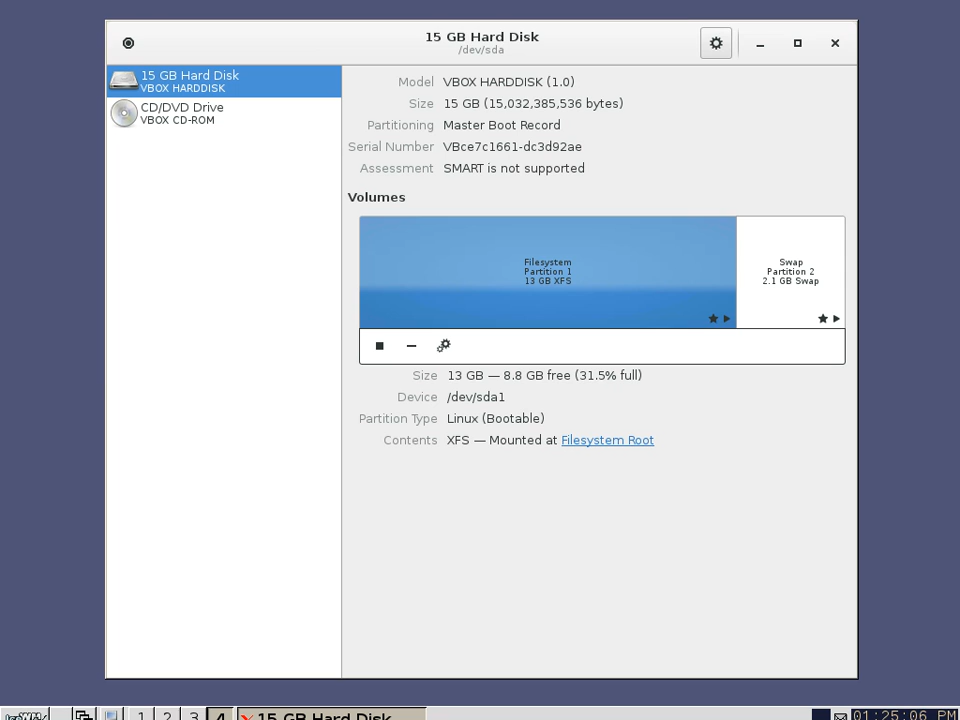 15 GB Hard Disk
/dev/sda
15 GB Hard Disk
VBOX HARDDISK
CD/DVD Drive
VBOX CD-ROM
Model VBOX HARDDISK (1.0)
Size 15 GB (15,032,385,536 bytes)
Partitioning Master Boot Record
Serial Number VBce7c1661-dc3d92ae
Assessment SMART is not supported
Volumes
Filesystem
Partition 1
13 GB XFS
Swap
Partition 2
2.1 GB Swap
Size 13 GB — 8.8 GB free (31.5% full)
Device /dev/sda1
Partition Type Linux (Bootable)
Contents XFS — Mounted at Filesystem Root
1 2 3 4 15 GB Hard Disk 01:25:06 PM